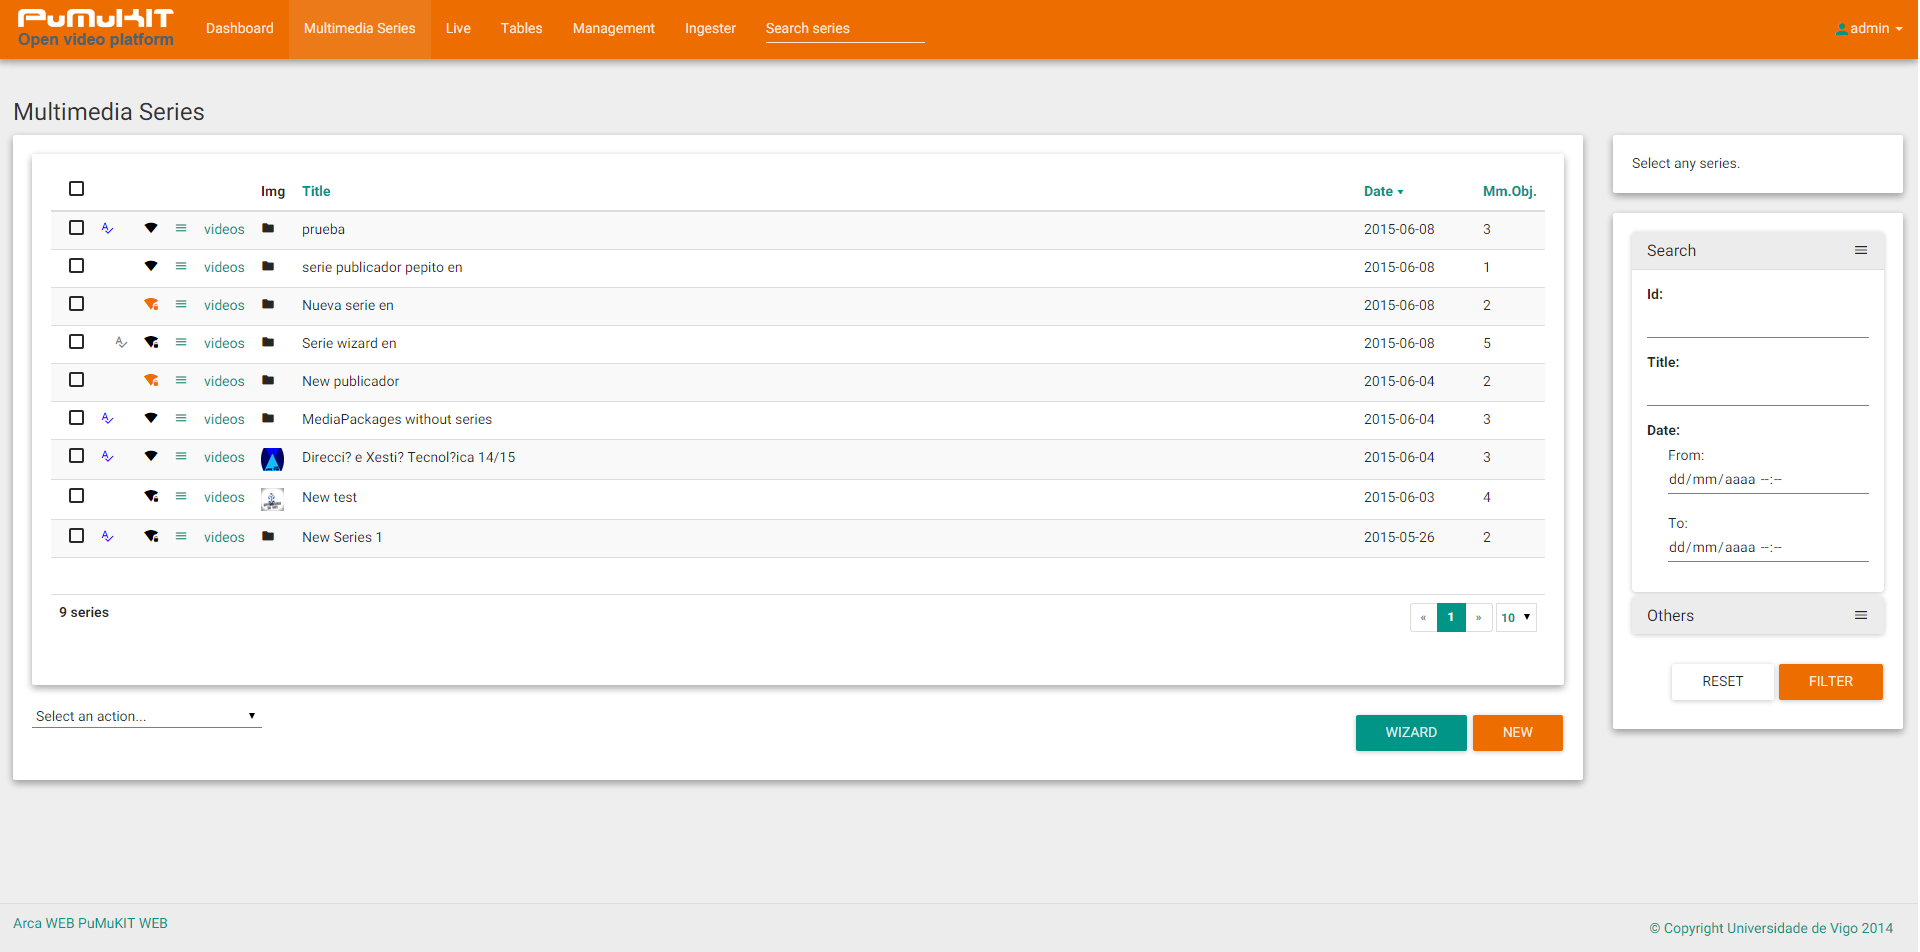 PuMuKIT
Open video platform
Dashboard Multimedia Series Live Tables Management Ingester Search series admin
Multimedia Series
Img Title Date Mm.Obj.
videos prueba 2015-06-08 3
videos serie publicador pepito en 2015-06-08 1
videos Nueva serie en 2015-06-08 2
videos Serie wizard en 2015-06-08 5
videos New publicador 2015-06-04 2
videos MediaPackages without series 2015-06-04 3
videos Direcci? e Xesti? Tecnol?ica 14/15 2015-06-04 3
videos New test 2015-06-03 4
videos New Series 1 2015-05-26 2
9 series « 1 » 10
Select an action...
WIZARD NEW
Select any series.
Search
Id:
Title:
Date:
From:
dd/mm/aaaa --:--
To:
dd/mm/aaaa --:--
Others
RESET FILTER
Arca WEB PuMuKIT WEB
© Copyright Universidade de Vigo 2014